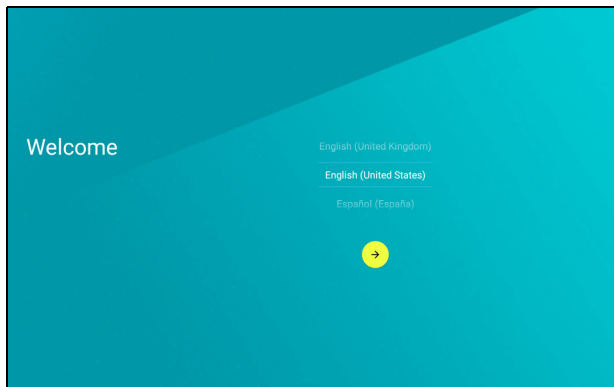 Welcome
English (United Kingdom)
English (United States)
Español (España)